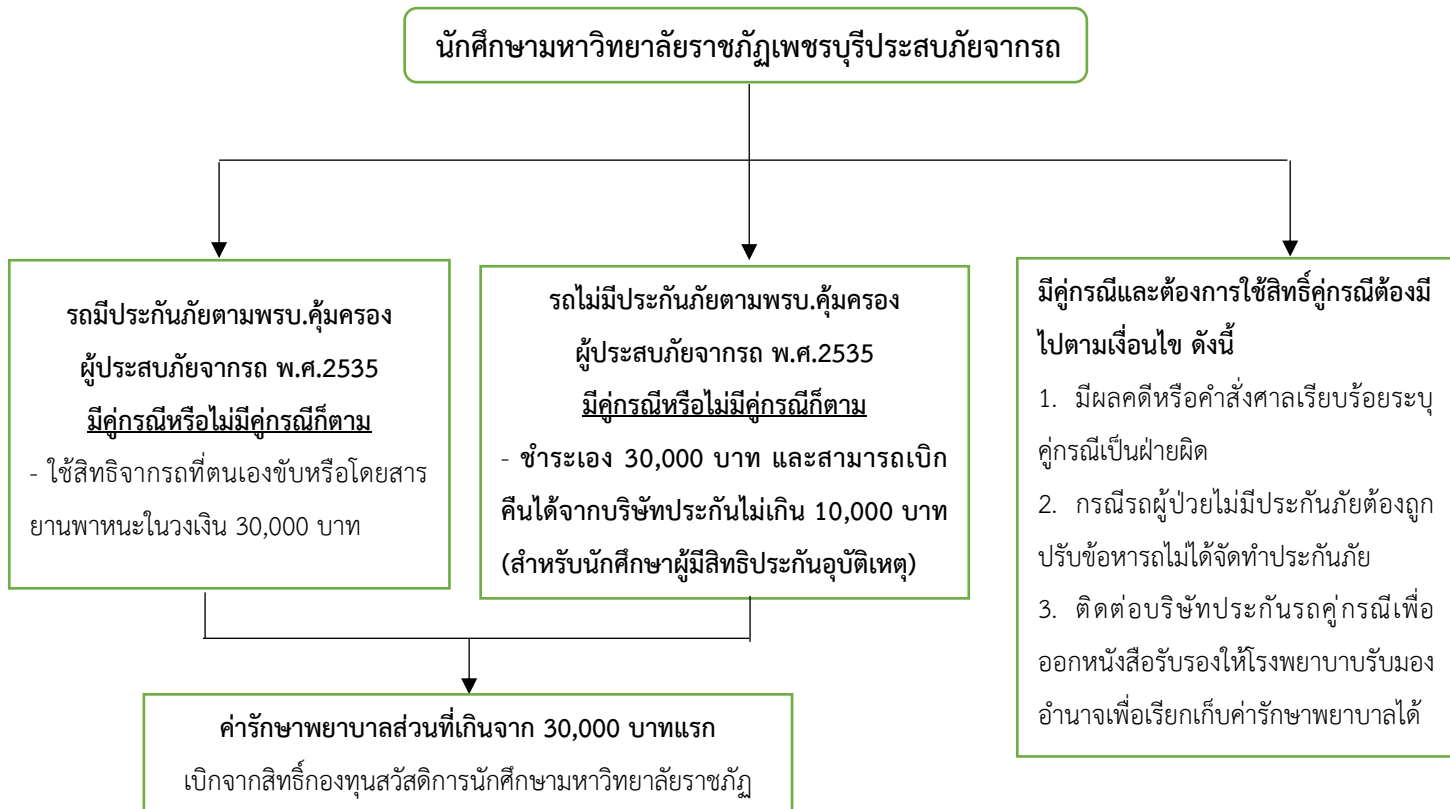 นักศึกษามหาวิทยาลัยราชภัฏเพชรบุรีประสบภัยจากรถ
รถมีประกันภัยตามพรบ.คุ้มครอง
ผู้ประสบภัยจากรถ พ.ศ.2535
มีคู่กรณีหรือไม่มีคู่กรณีก็ตาม
- ใช้สิทธิจากรถที่ตนเองขับหรือโดยสาร
ยานพาหนะในวงเงิน 30,000 บาท
รถไม่มีประกันภัยตามพรบ.คุ้มครอง
ผู้ประสบภัยจากรถ พ.ศ.2535
มีคู่กรณีหรือไม่มีคู่กรณีก็ตาม
- ชำระเอง 30,000 บาท และสามารถเบิก
คืนได้จากบริษัทประกันไม่เกิน 10,000 บาท
(สำหรับนักศึกษาผู้มีสิทธิประกันอุบัติเหตุ)
มีคู่กรณีและต้องการใช้สิทธิ์คู่กรณีต้องมี
ไปตามเงื่อนไข ดังนี้
1. มีผลคดีหรือคำสั่งศาลเรียบร้อยระบุ
คู่กรณีเป็นฝ่ายผิด
2. กรณีรถผู้ป่วยไม่มีประกันภัยต้องถูก
ปรับข้อหารถไม่ได้จัดทำประกันภัย
3. ติดต่อบริษัทประกันรถคู่กรณีเพื่อ
ออกหนังสือรับรองให้โรงพยาบาบรับมอง
อำนาจเพื่อเรียกเก็บค่ารักษาพยาบาลได้
ค่ารักษาพยาบาลส่วนที่เกินจาก 30,000 บาทแรก
เบิกจากสิทธิ์กองทุนสวัสดิการนักศึกษามหาวิทยาลัยราชภัฏ